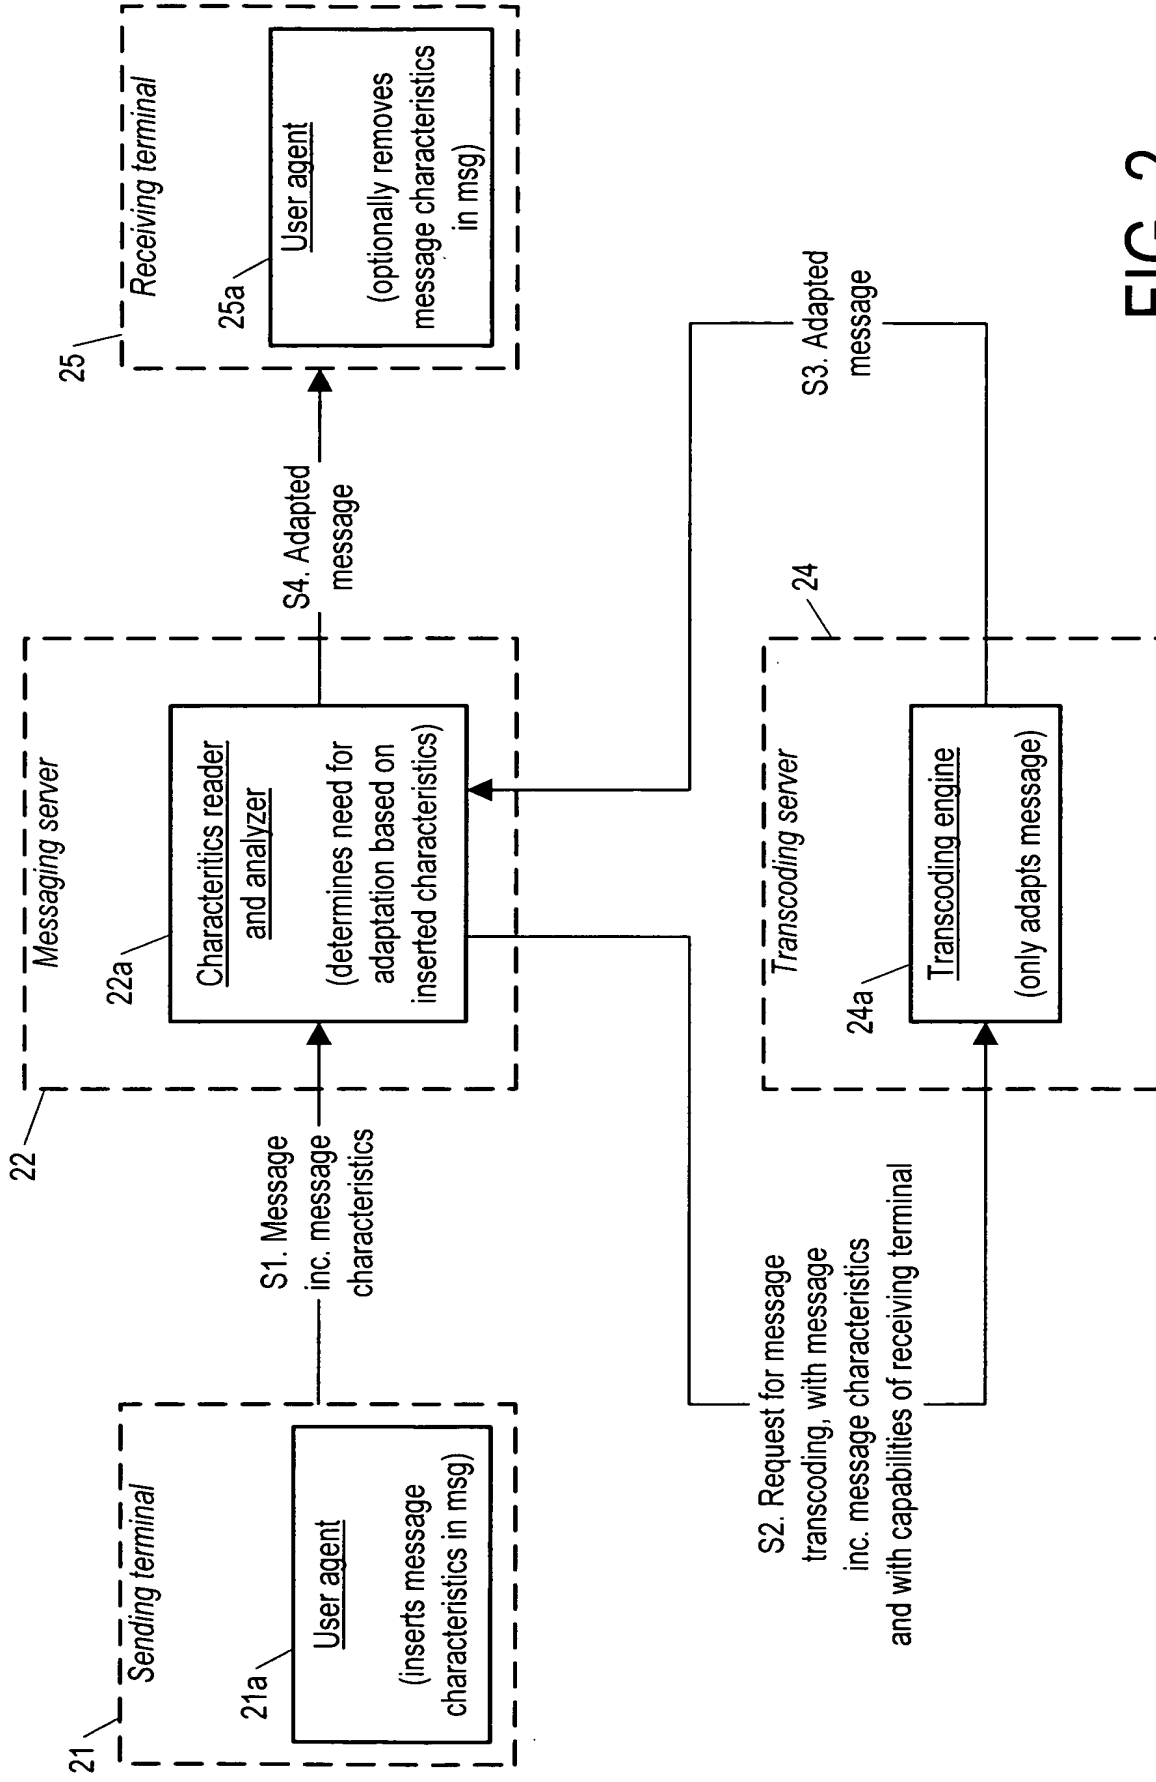 21
Sending terminal
21a
User agent
(inserts message
characteristics in msg)
S1. Message
inc. message
characteristics
22
Messaging server
22a
Characteritics reader
and analyzer
(determines need for
adaptation based on
inserted characteristics)
S4. Adapted
message
25
Receiving terminal
25a
User agent
(optionally removes
message characteristics
in msg)
S2. Request for message
transcoding, with message
inc. message characteristics
and with capabilities of receiving terminal
24
Transcoding server
24a
Transcoding engine
(only adapts message)
S3. Adapted
message
FIG. 2